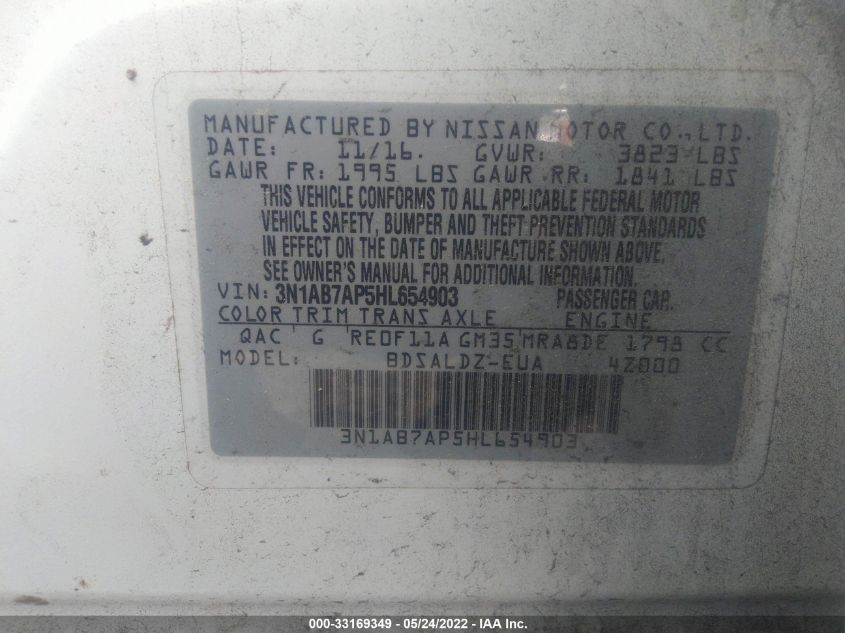 MANUFACTURED BY NISSAN MOTOR CO., LTD.
DATE: 11/16. GVWR: 3823 LBS
GAWR FR: 1995 LBS GAWR RR: 1841 LBS
THIS VEHICLE CONFORMS TO ALL APPLICABLE FEDERAL MOTOR
VEHICLE SAFETY, BUMPER AND THEFT PREVENTION STANDARDS
IN EFFECT ON THE DATE OF MANUFACTURE SHOWN ABOVE.
SEE OWNER'S MANUAL FOR ADDITIONAL INFORMATION.
VIN: 3N1AB7AP5HL654903 PASSENGER CAR.
COLOR TRIM TRANS AXLE ENGINE
QAC G RE0F11A GM35 MRA8DE 1798 CC
MODEL: BDSALDZ-EUA 4Z000
3N1AB7AP5HL654903
000-33169349 - 05/24/2022 - IAA Inc.